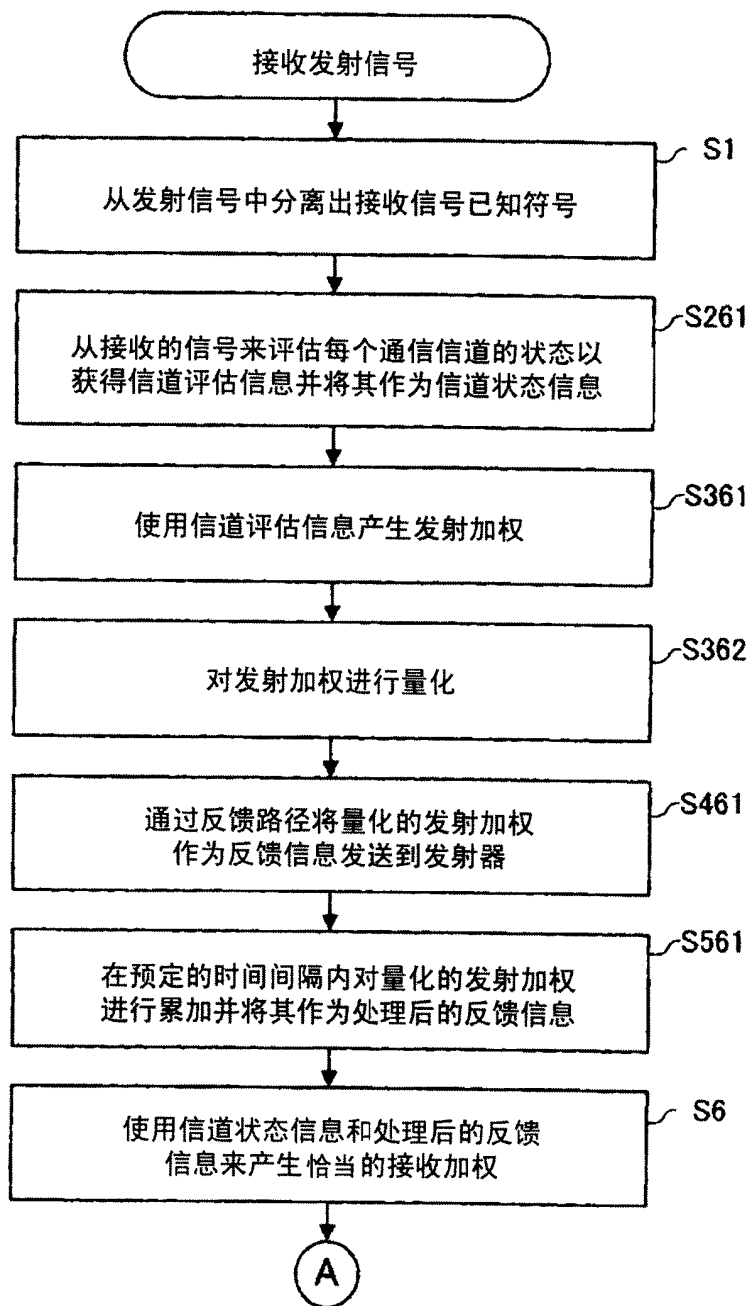 接收发射信号
S1
从发射信号中分离出接收信号已知符号
S261
从接收的信号来评估每个通信信道的状态以
获得信道评估信息并将其作为信道状态信息
S361
使用信道评估信息产生发射加权
S362
对发射加权进行量化
S461
通过反馈路径将量化的发射加权
作为反馈信息发送到发射器
S561
在预定的时间间隔内对量化的发射加权
进行累加并将其作为处理后的反馈信息
S6
使用信道状态信息和处理后的反馈
信息来产生恰当的接收加权
A